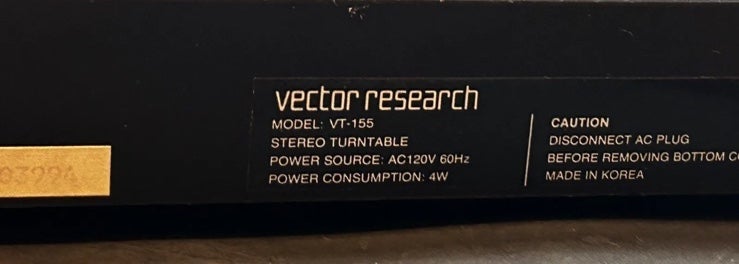 vector research
MODEL: VT-155
STEREO TURNTABLE
POWER SOURCE: AC120V 60Hz
POWER CONSUMPTION: 4W
CAUTION
DISCONNECT AC PLUG
BEFORE REMOVING BOTTOM
MADE IN KOREA